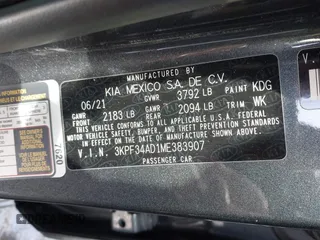 MANUFACTURED BY
KIA MEXICO S.A. DE C.V.
06/21 GVWR 3792 LB PAINT KDG
GAWR 2183 LB GAWR 2094 LB TRIM WK
THIS VEHICLE CONFORMS TO ALL APPLICABLE U.S. FEDERAL
MOTOR VEHICLE SAFETY, BUMPER, AND THEFT PREVENTION
STANDARDS IN EFFECT ON THE DATE OF MANUFACTURE
SHOWN ABOVE.
V.I.N. 3KPF34AD1ME383907
PASSENGER CAR
7620
V